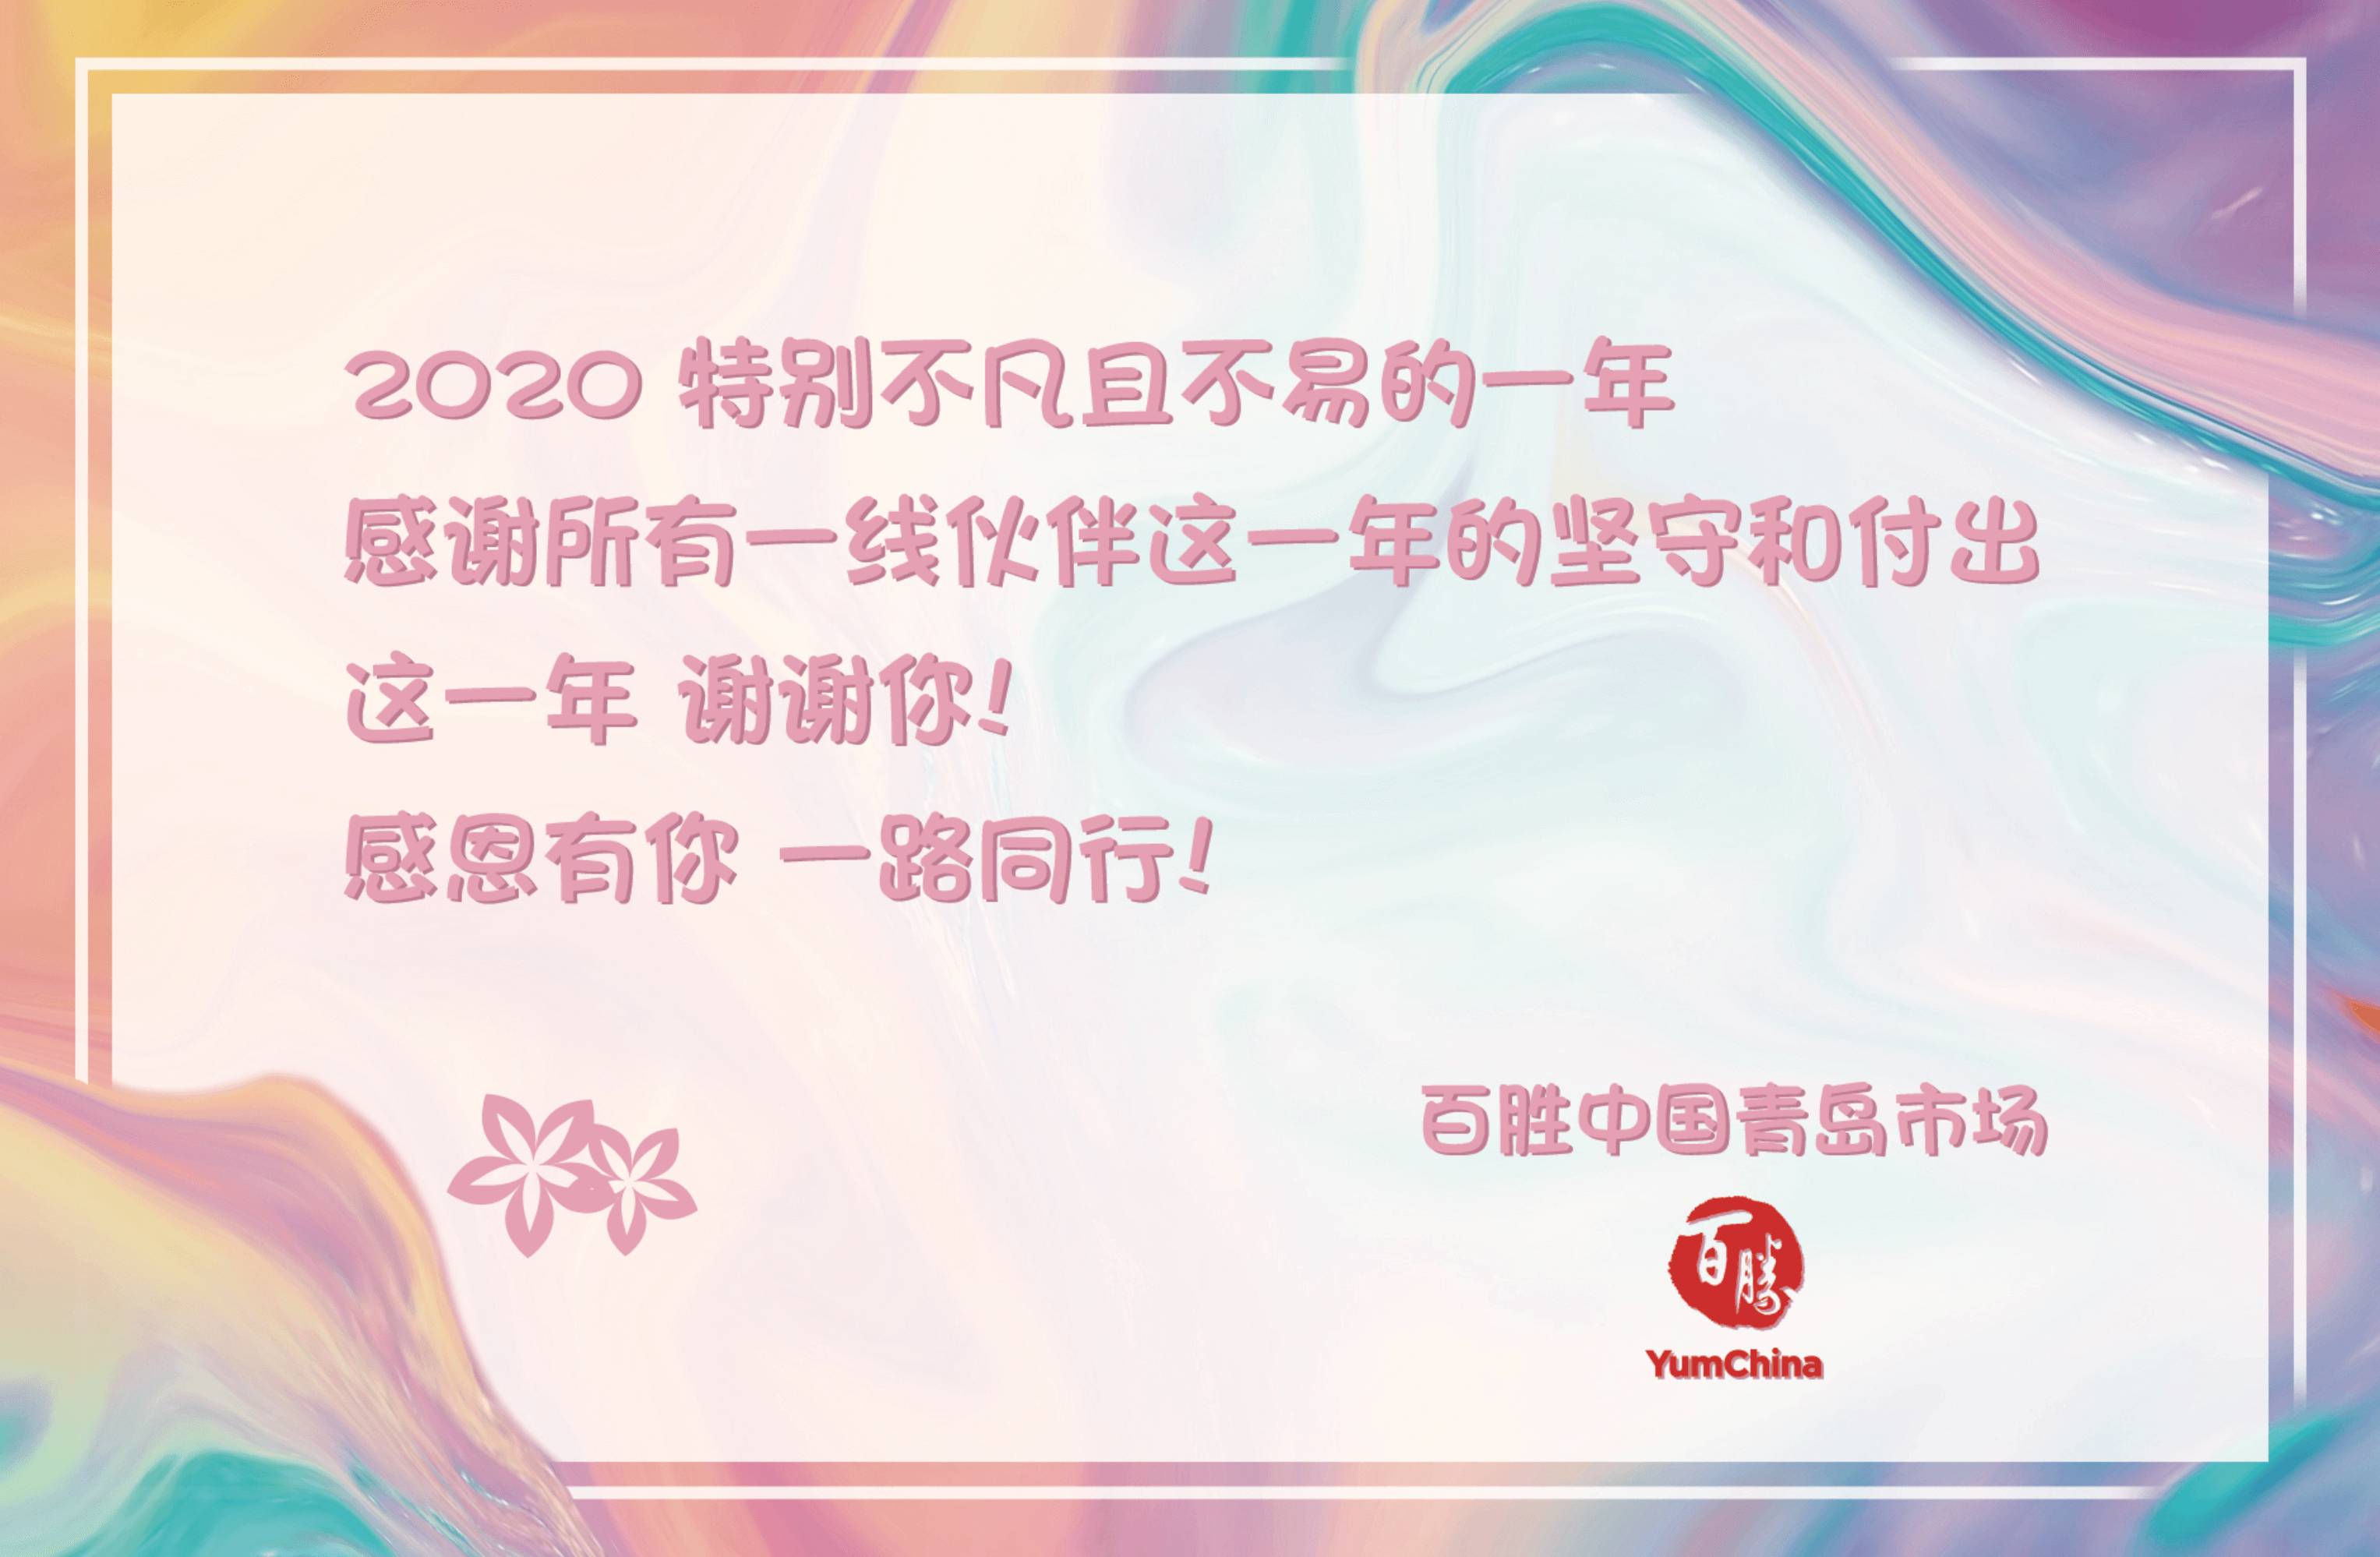 2020 特别不凡且不易的一年
感谢所有一线伙伴这一年的坚守和付出
这一年 谢谢你!
感恩有你 一路同行!
百胜中国青岛市场
百勝
YumChina